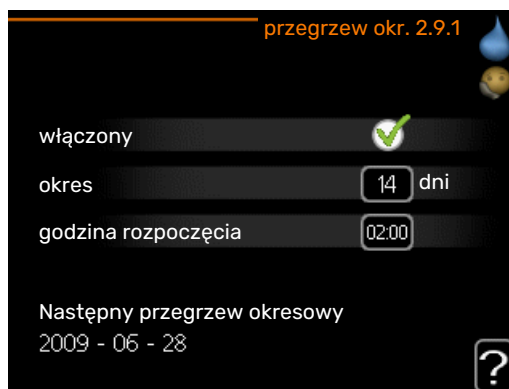 przegrzew okr. 2.9.1
włączony
okres 14 dni
godzina rozpoczęcia 02:00
Następny przegrzew okresowy
2009 - 06 - 28
?